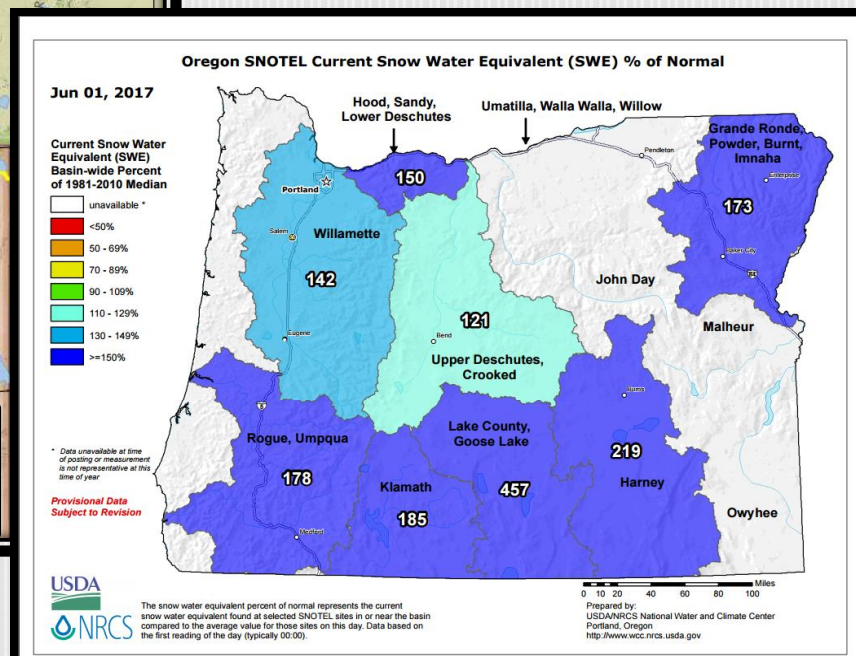 Oregon SNOTEL Current Snow Water Equivalent (SWE) % of Normal
Jun 01, 2017
Current Snow Water
Equivalent (SWE)
Basin-wide Percent
of 1981-2010 Median
unavailable *
<50%
50 - 69%
70 - 89%
90 - 109%
110 - 129%
130 - 149%
>=150%
* Data unavailable at time
of posting or measurement
is not representative at this
time of year
Provisional Data
Subject to Revision
Hood, Sandy,
Lower Deschutes
150
Umatilla, Walla Walla, Willow
Pendleton
Grande Ronde,
Powder, Burnt,
Imnaha
Enterprise
173
Baker City
Portland
Salem
Willamette
142
Eugene
121
Bend
Upper Deschutes,
Crooked
John Day
Malheur
Burns
Rogue, Umpqua
178
Medford
Klamath
185
Lake County,
Goose Lake
457
219
Harney
Owyhee
USDA
NRCS
The snow water equivalent percent of normal represents the current
snow water equivalent found at selected SNOTEL sites in or near the basin
compared to the average value for those sites on this day. Data based on
the first reading of the day (typically 00:00).
Miles
0 10 20 40 60 80 100
Prepared by:
USDA/NRCS National Water and Climate Center
Portland, Oregon
http://www.wcc.nrcs.usda.gov